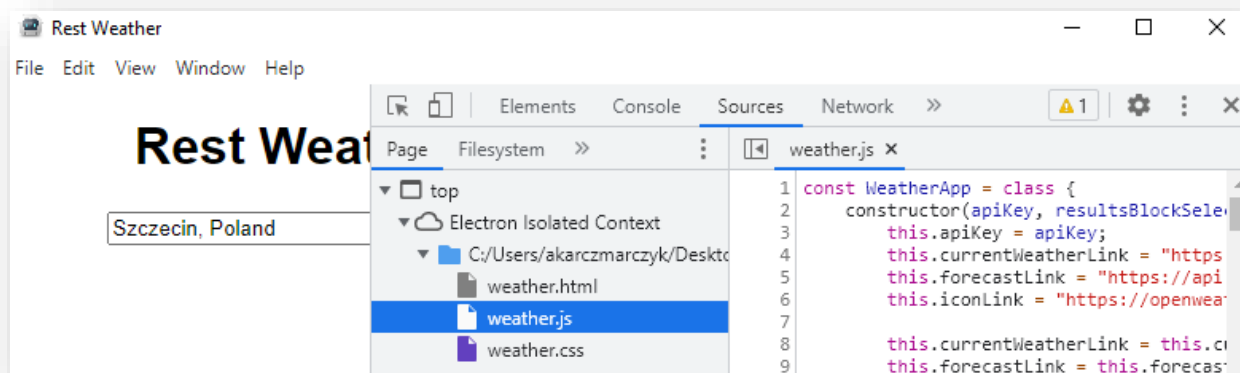 Rest Weather
File Edit View Window Help
Elements Console Sources Network » 1
Rest Weat
Page Filesystem » weather.js ×
top
Szczecin, Poland
Electron Isolated Context
C:/Users/akarczmarczyk/Deskto
weather.html
weather.js
weather.css
1 const WeatherApp = class {
2 constructor(apiKey, resultsBlockSele
3 this.apiKey = apiKey;
4 this.currentWeatherLink = "https
5 this.forecastLink = "https://api
6 this.iconLink = "https://openweat
7
8 this.currentWeatherLink = this.cu
9 this.forecastLink = this.forecas